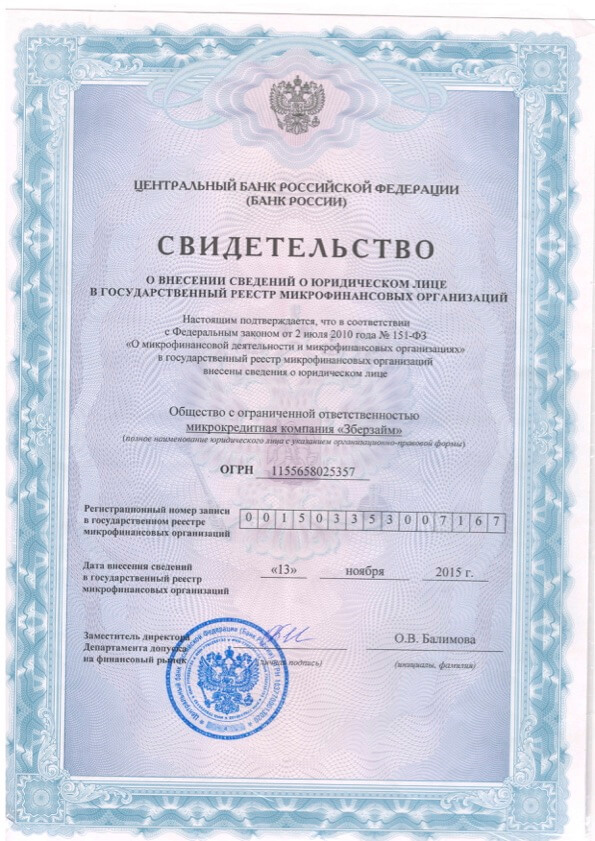 ЦЕНТРАЛЬНЫЙ БАНК РОССИЙСКОЙ ФЕДЕРАЦИИ
(БАНК РОССИИ)
СВИДЕТЕЛЬСТВО
О ВНЕСЕНИИ СВЕДЕНИЙ О ЮРИДИЧЕСКОМ ЛИЦЕ
В ГОСУДАРСТВЕННЫЙ РЕЕСТР МИКРОФИНАНСОВЫХ ОРГАНИЗАЦИЙ
Настоящим подтверждается, что в соответствии
с Федеральным законом от 2 июля 2010 года № 151-ФЗ
«О микрофинансовой деятельности и микрофинансовых организациях»
в государственный реестр микрофинансовых организаций
внесены сведения о юридическом лице
Общество с ограниченной ответственностью
микрокредитная компания «Зберзайм»
(полное наименование юридического лица с указанием организационно-правовой формы)
ОГРН 1155658025357
Регистрационный номер записи
в государственном реестре
микрофинансовых организаций
0 0 1 5 0 3 3 5 3 0 0 7 1 6 7
Дата внесения сведений
в государственный реестр
микрофинансовых организаций
«13» ноября 2015 г.
Заместитель директора
Департамента допуска
на финансовый рынок
О.В. Балимова
(личная подпись) (инициалы, фамилия)